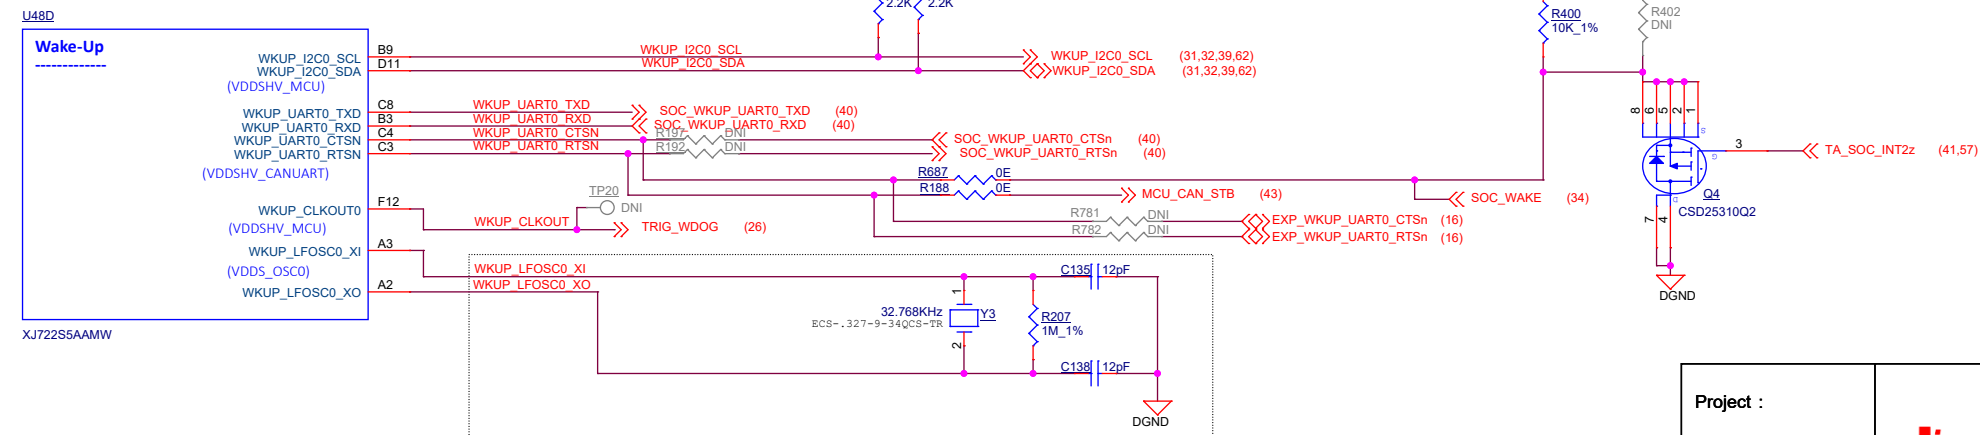 U48D
2.2K 2.2K
R400
10K_1%
R402
DNI
Wake-Up
-------------
WKUP_I2C0_SCL B9 WKUP_I2C0_SCL WKUP_I2C0_SCL (31,32,39,62)
WKUP_I2C0_SDA D11 WKUP_I2C0_SDA WKUP_I2C0_SDA (31,32,39,62)
(VDDSHV_MCU)
WKUP_UART0_TXD C8 WKUP_UART0_TXD SOC_WKUP_UART0_TXD (40)
WKUP_UART0_RXD B3 WKUP_UART0_RXD SOC_WKUP_UART0_RXD (40)
WKUP_UART0_CTSN C4 WKUP_UART0_CTSN R197 DNI SOC_WKUP_UART0_CTSn (40)
WKUP_UART0_RTSN C3 WKUP_UART0_RTSN R192 DNI SOC_WKUP_UART0_RTSn (40)
(VDDSHV_CANUART)
R687 0E
R188 0E MCU_CAN_STB (43)
SOC_WAKE (34)
8 6 5 2 1
S
G
D
3 TA_SOC_INT2z (41,57)
Q4
CSD25310Q2
7 4
DGND
TP20
DNI
WKUP_CLKOUT0 F12 WKUP_CLKOUT TRIG_WDOG (26)
(VDDSHV_MCU)
R781 DNI EXP_WKUP_UART0_CTSn (16)
R782 DNI EXP_WKUP_UART0_RTSn (16)
WKUP_LFOSC0_XI A3 WKUP_LFOSC0_XI
(VDDS_OSC0)
WKUP_LFOSC0_XO A2 WKUP_LFOSC0_XO
C135 12pF
1
32.768KHz Y3
ECS-.327-9-34QCS-TR
2
R207
1M_1%
C138 12pF
DGND
XJ722S5AAMW
Project :